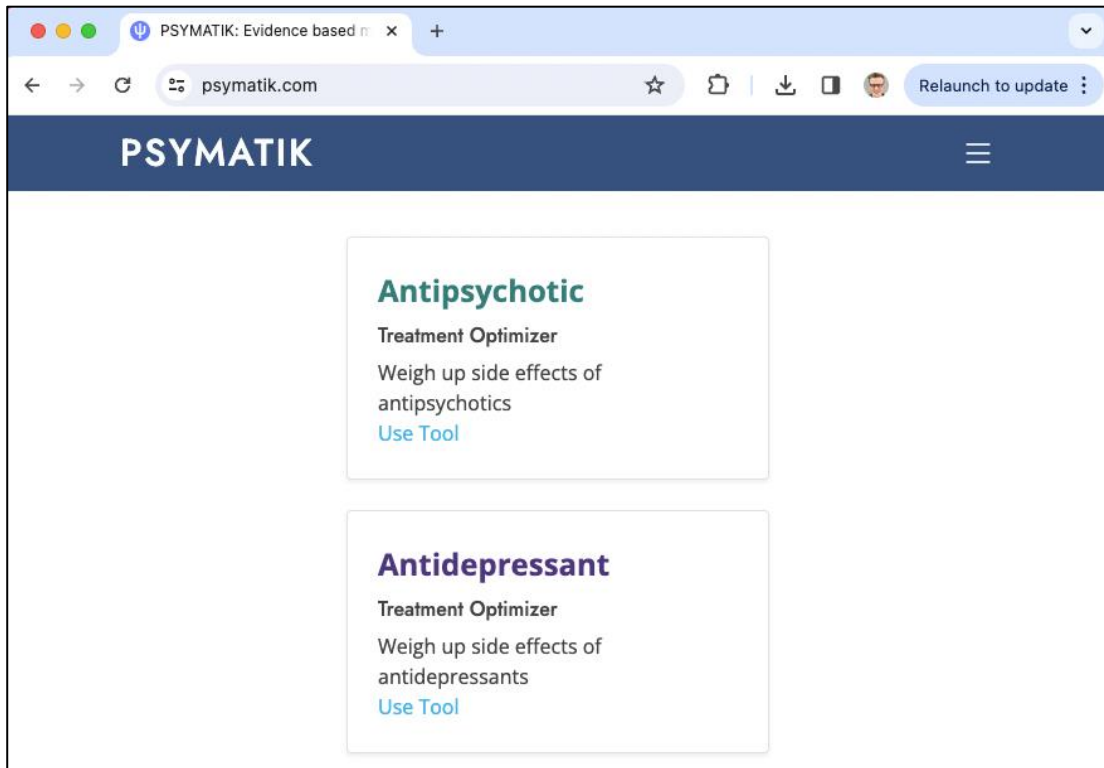 PSYMATIK: Evidence based
psymatik.com
Relaunch to update
PSYMATIK
Antipsychotic
Treatment Optimizer
Weigh up side effects of
antipsychotics
Use Tool
Antidepressant
Treatment Optimizer
Weigh up side effects of
antidepressants
Use Tool